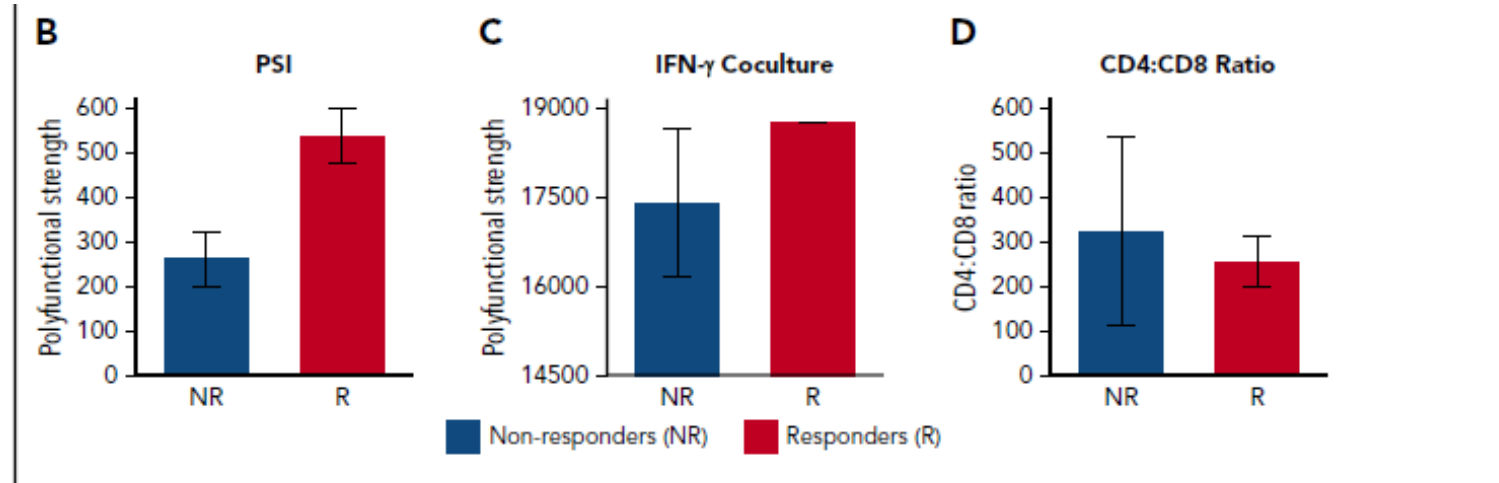 B
PSI
Polyfunctional strength
600
500
400
300
200
100
0
NR R
C
IFN-γ Coculture
Polyfunctional strength
19000
17500
16000
14500
NR R
D
CD4:CD8 Ratio
CD4:CD8 ratio
600
500
400
300
200
100
0
NR R
Non-responders (NR) Responders (R)